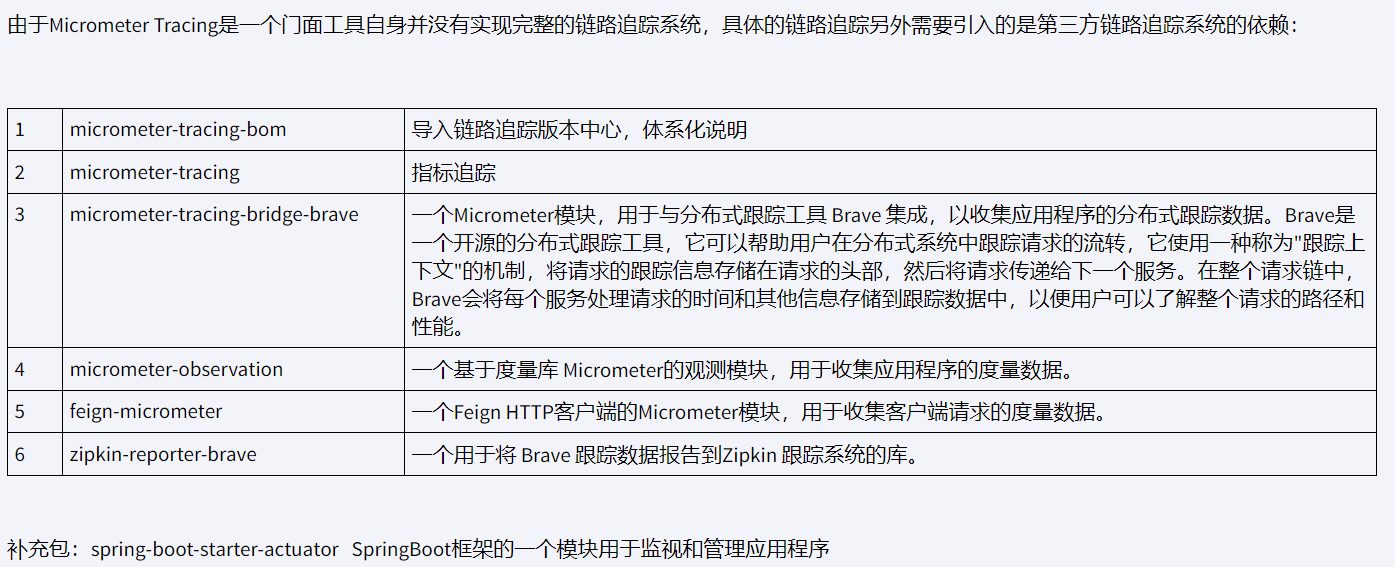 由于Micrometer Tracing是一个门面工具自身并没有实现完整的链路追踪系统，具体的链路追踪另外需要引入的是第三方链路追踪系统的依赖：
1 micrometer-tracing-bom 导入链路追踪版本中心，体系化说明
2 micrometer-tracing 指标追踪
3 micrometer-tracing-bridge-brave 一个Micrometer模块，用于与分布式跟踪工具 Brave 集成，以收集应用程序的分布式跟踪数据。Brave是
一个开源的分布式跟踪工具，它可以帮助用户在分布式系统中跟踪请求的流转，它使用一种称为"跟踪上
下文"的机制，将请求的跟踪信息存储在请求的头部，然后将请求传递给下一个服务。在整个请求链中，
Brave会将每个服务处理请求的时间和其他信息存储到跟踪数据中，以便用户可以了解整个请求的路径和
性能。
4 micrometer-observation 一个基于度量库 Micrometer的观测模块，用于收集应用程序的度量数据。
5 feign-micrometer 一个Feign HTTP客户端的Micrometer模块，用于收集客户端请求的度量数据。
6 zipkin-reporter-brave 一个用于将 Brave 跟踪数据报告到Zipkin 跟踪系统的库。
补充包：spring-boot-starter-actuator SpringBoot框架的一个模块用于监视和管理应用程序